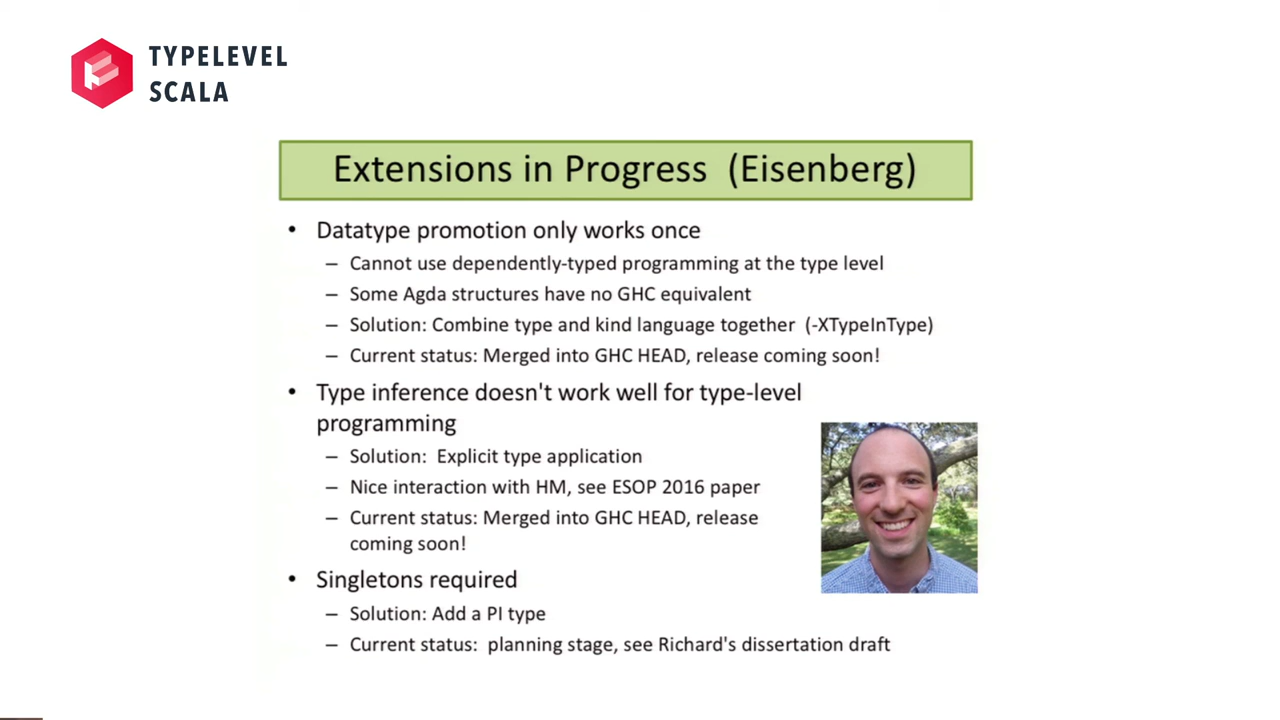 TYPELEVEL
SCALA
Extensions in Progress (Eisenberg)
• Datatype promotion only works once
– Cannot use dependently-typed programming at the type level
– Some Agda structures have no GHC equivalent
– Solution: Combine type and kind language together (-XTypeInType)
– Current status: Merged into GHC HEAD, release coming soon!
• Type inference doesn't work well for type-level
programming
– Solution: Explicit type application
– Nice interaction with HM, see ESOP 2016 paper
– Current status: Merged into GHC HEAD, release
coming soon!
• Singletons required
– Solution: Add a PI type
– Current status: planning stage, see Richard's dissertation draft